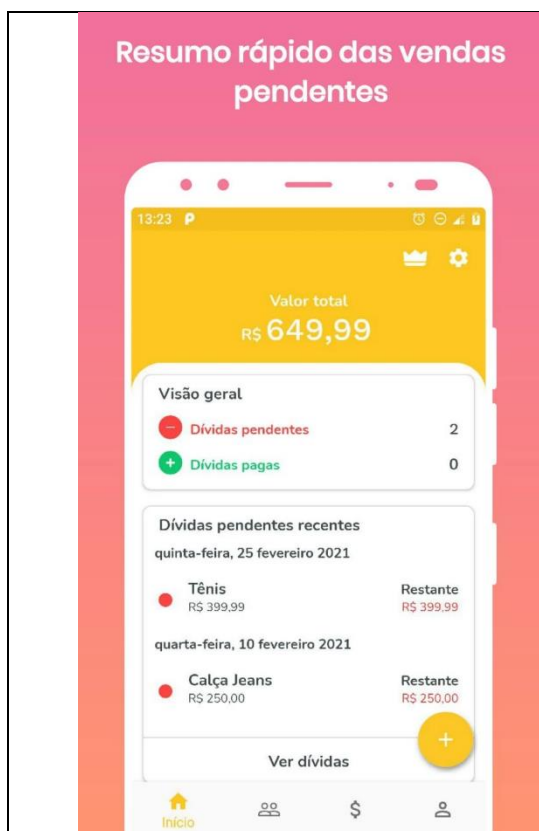 Resumo rápido das vendas
pendentes
13:23
Valor total
R$ 649,99
Visão geral
Dívidas pendentes 2
Dívidas pagas 0
Dívidas pendentes recentes
quinta-feira, 25 fevereiro 2021
Tênis Restante
R$ 399,99 R$ 399,99
quarta-feira, 10 fevereiro 2021
Calça Jeans Restante
R$ 250,00 R$ 250,00
Ver dívidas
Início